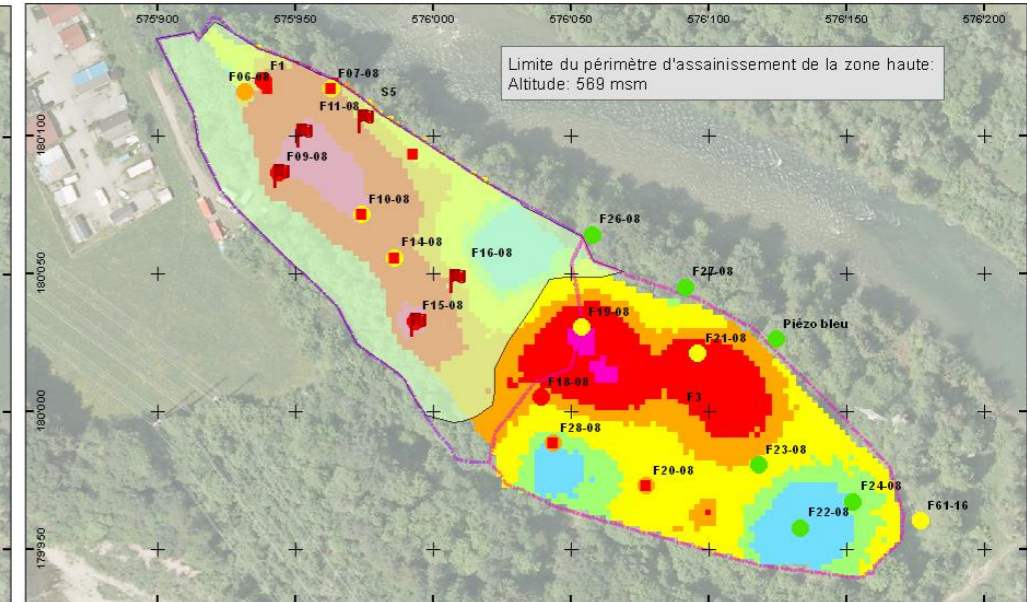 575'900
575'950
576'000
576'050
576'100
576'150
576'200
Limite du périmètre d'assainissement de la zone haute:
Altitude: 569 msm
F06-08
F1
F07-08
F11-08
S5
180'100
F09-08
F10-08
F26-08
F14-08
F16-08
180'050
F27-08
F15-08
F19-08
Piézo bleu
F21-08
F18-08
F3
180'000
F28-08
F23-08
F20-08
F24-08
F22-08
F61-16
179'950